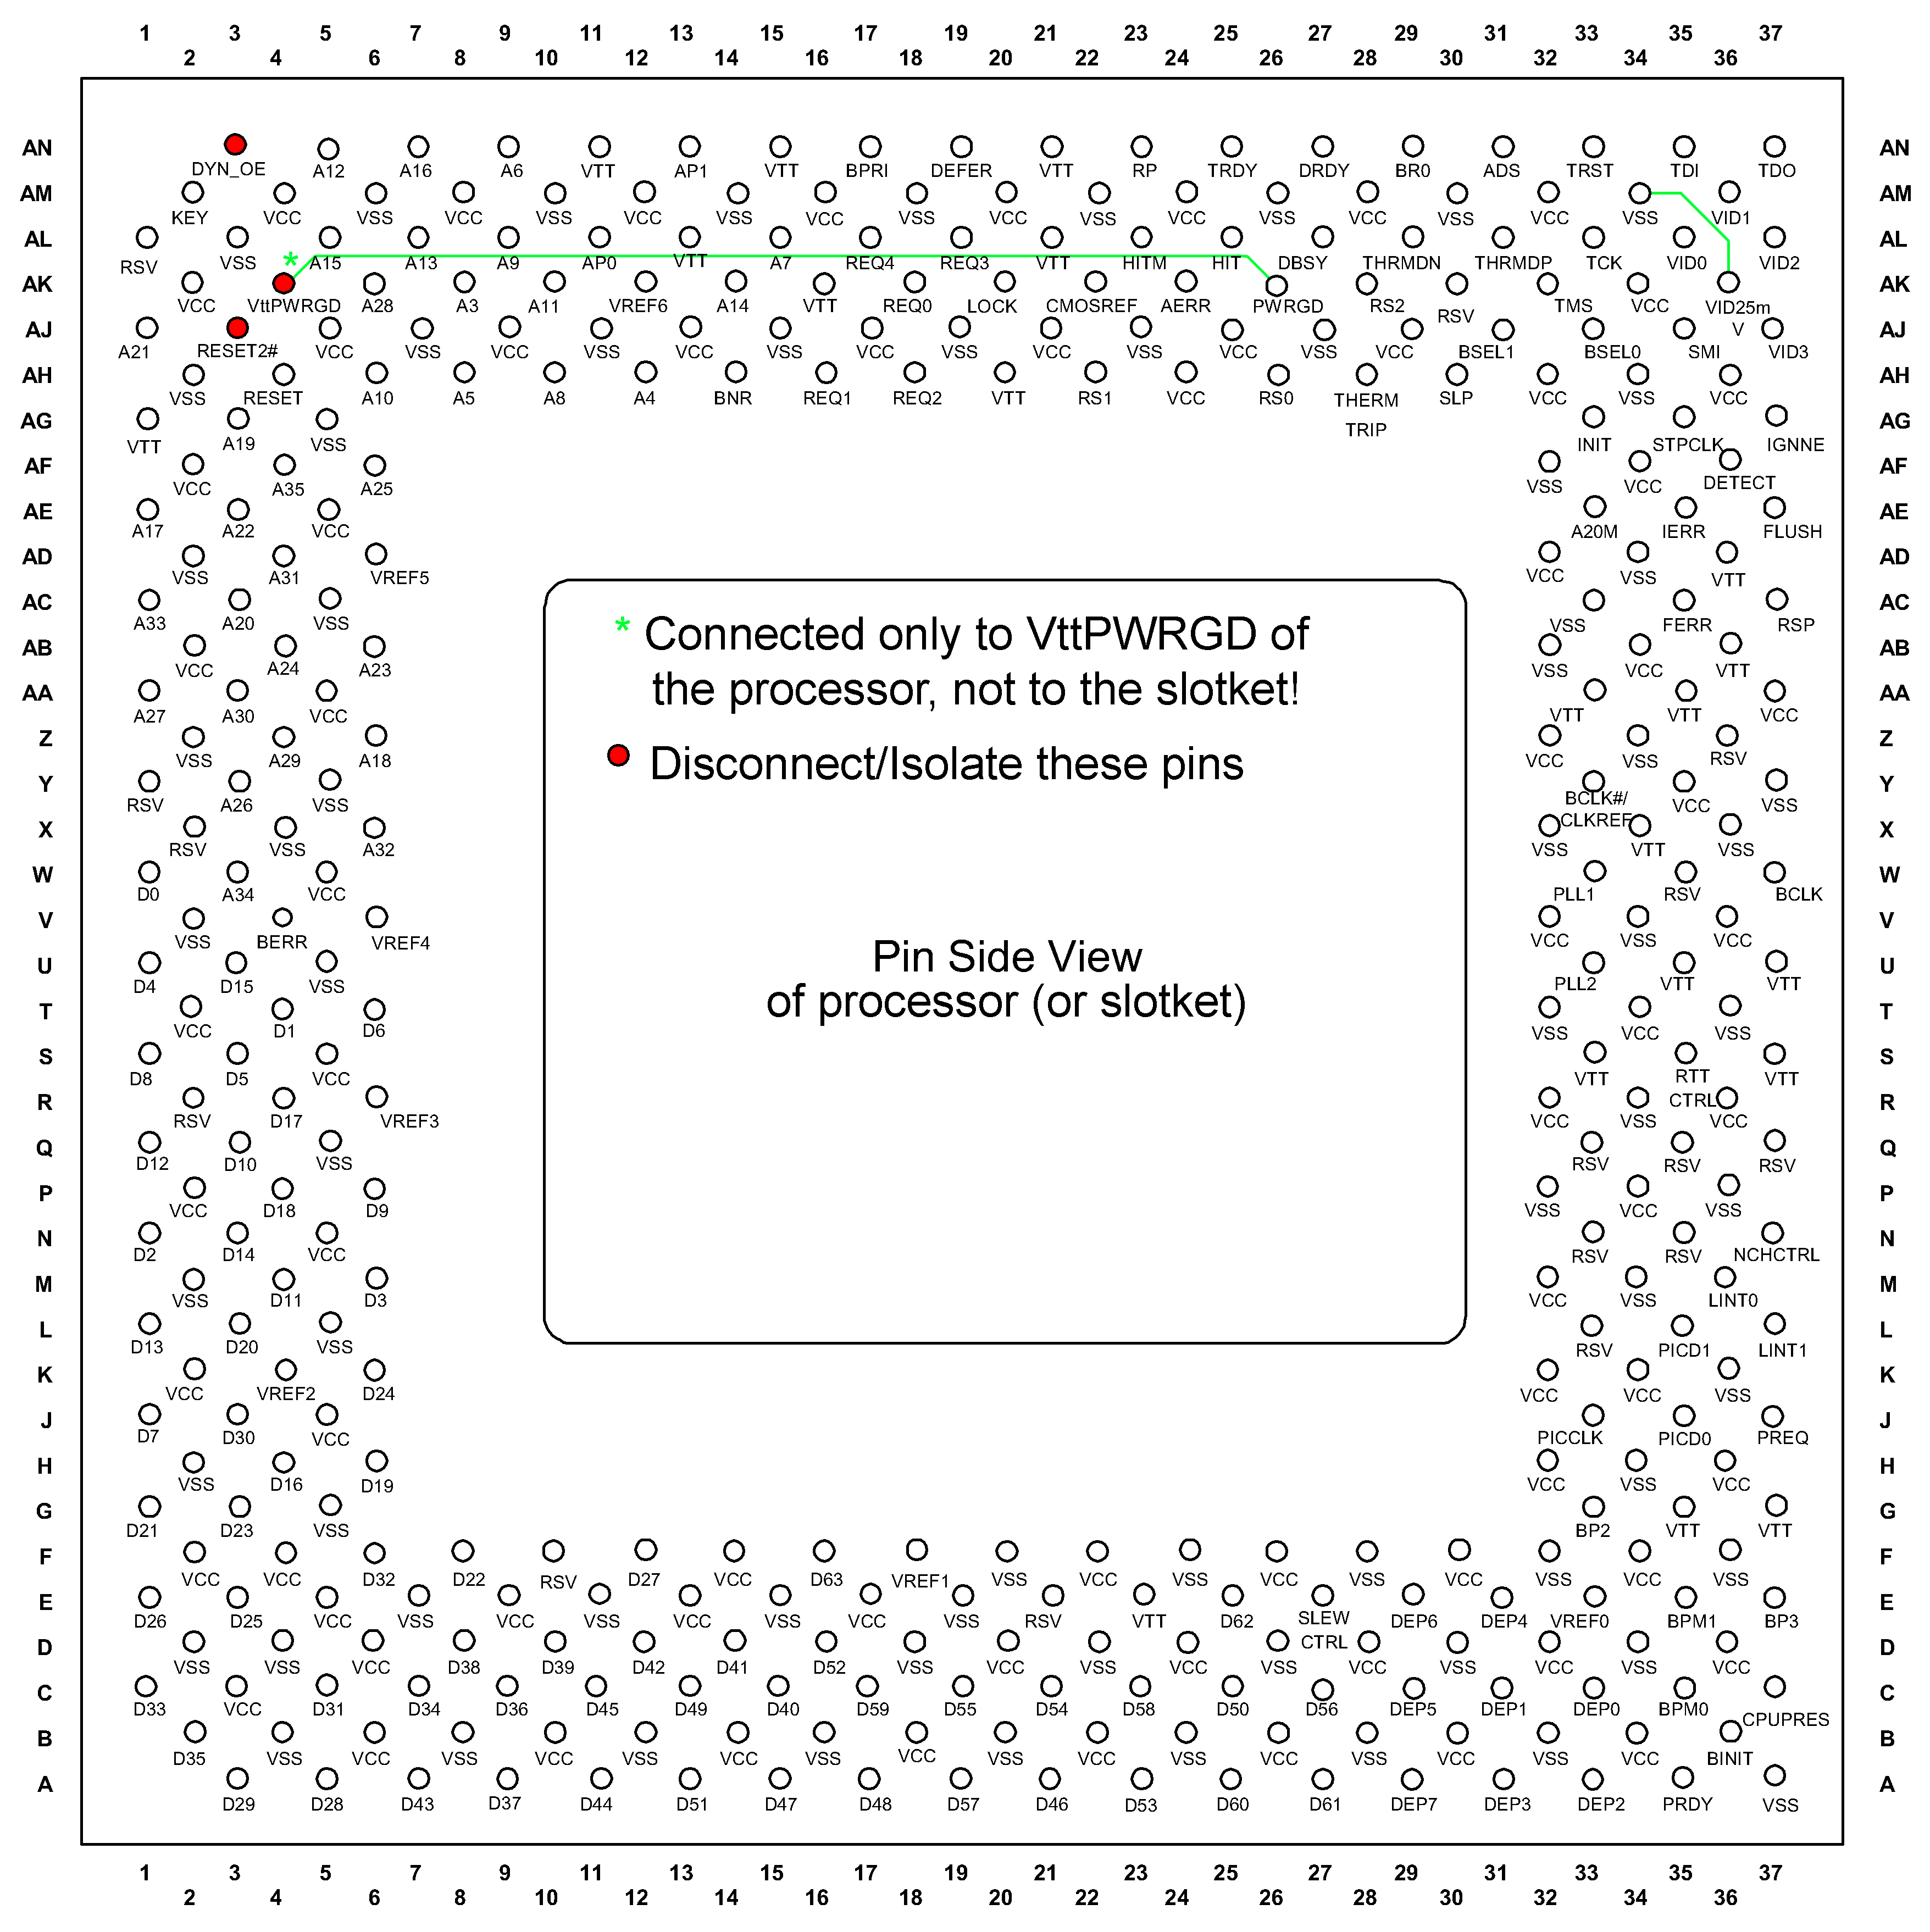 1 3 5 7 9 11 13 15 17 19 21 23 25 27 29 31 33 35 37
2 4 6 8 10 12 14 16 18 20 22 24 26 28 30 32 34 36
AN AN
DYN_OE A12 A16 A6 VTT AP1 VTT BPRI DEFER VTT RP TRDY DRDY BR0 ADS TRST TDI TDO
AM AM
KEY VCC VSS VCC VSS VCC VSS VCC VSS VCC VSS VCC VSS VCC VSS VCC VSS VID1
AL AL
RSV VSS * A15 A13 A9 AP0 VTT A7 REQ4 REQ3 VTT HITM HIT DBSY THRMDN THRMDP TCK VID0 VID2
AK AK
VCC VttPWRGD A28 A3 A11 VREF6 A14 VTT REQ0 LOCK CMOSREF AERR PWRGD RS2 RSV TMS VCC VID25m
V
AJ AJ
A21 RESET2# VCC VSS VCC VSS VCC VSS VCC VSS VCC VSS VCC VSS VCC BSEL1 BSEL0 SMI VID3
AH AH
VSS RESET A10 A5 A8 A4 BNR REQ1 REQ2 VTT RS1 VCC RS0 THERM SLP VCC VSS VCC
TRIP
AG AG
VTT A19 VSS INIT STPCLK IGNNE
AF AF
VCC A35 A25 VSS VCC DETECT
AE AE
A17 A22 VCC A20M IERR FLUSH
AD AD
VSS A31 VREF5 VCC VSS VTT
AC AC
A33 A20 VSS VSS FERR RSP
* Connected only to VttPWRGD of
AB AB
VCC A24 A23 VSS VCC VTT
the processor, not to the slotket!
AA AA
A27 A30 VCC VTT VTT VCC
Z Z
VSS A29 A18 VCC VSS RSV
Disconnect/Isolate these pins
Y Y
RSV A26 VSS BCLK#/ VCC VSS
CLKREF
X X
RSV VSS A32 VSS VTT VSS
W W
D0 A34 VCC PLL1 RSV BCLK
V V
VSS BERR VREF4 VCC VSS VCC
Pin Side View
U U
D4 D15 VSS PLL2 VTT VTT
of processor (or slotket)
T T
VCC D1 D6 VSS VCC VSS
S S
D8 D5 VCC VTT RTT VTT
CTRL
R R
RSV D17 VREF3 VCC VSS VCC
Q Q
D12 D10 VSS RSV RSV RSV
P P
VCC D18 D9 VSS VCC VSS
N N
D2 D14 VCC RSV RSV NCHCTRL
M M
VSS D11 D3 VCC VSS LINT0
L L
D13 D20 VSS RSV PICD1 LINT1
K K
VCC VREF2 D24 VCC VCC VSS
J J
D7 D30 VCC PICCLK PICD0 PREQ
H H
VSS D16 D19 VCC VSS VCC
G G
D21 D23 VSS BP2 VTT VTT
F F
VCC VCC D32 D22 RSV D27 VCC D63 VREF1 VSS VCC VSS VCC VSS VCC VSS VCC VSS
E E
D26 D25 VCC VSS VCC VSS VCC VSS VCC VSS RSV VTT D62 SLEW DEP6 DEP4 VREF0 BPM1 BP3
CTRL
D D
VSS VSS VCC D38 D39 D42 D41 D52 VSS VCC VSS VCC VSS VCC VSS VCC VSS VCC
C C
D33 VCC D31 D34 D36 D45 D49 D40 D59 D55 D54 D58 D50 D56 DEP5 DEP1 DEP0 BPM0 CPUPRES
B B
D35 VSS VCC VSS VCC VSS VCC VSS VCC VSS VCC VSS VCC VSS VCC VSS VCC BINIT
A A
D29 D28 D43 D37 D44 D51 D47 D48 D57 D46 D53 D60 D61 DEP7 DEP3 DEP2 PRDY VSS
1 3 5 7 9 11 13 15 17 19 21 23 25 27 29 31 33 35 37
2 4 6 8 10 12 14 16 18 20 22 24 26 28 30 32 34 36